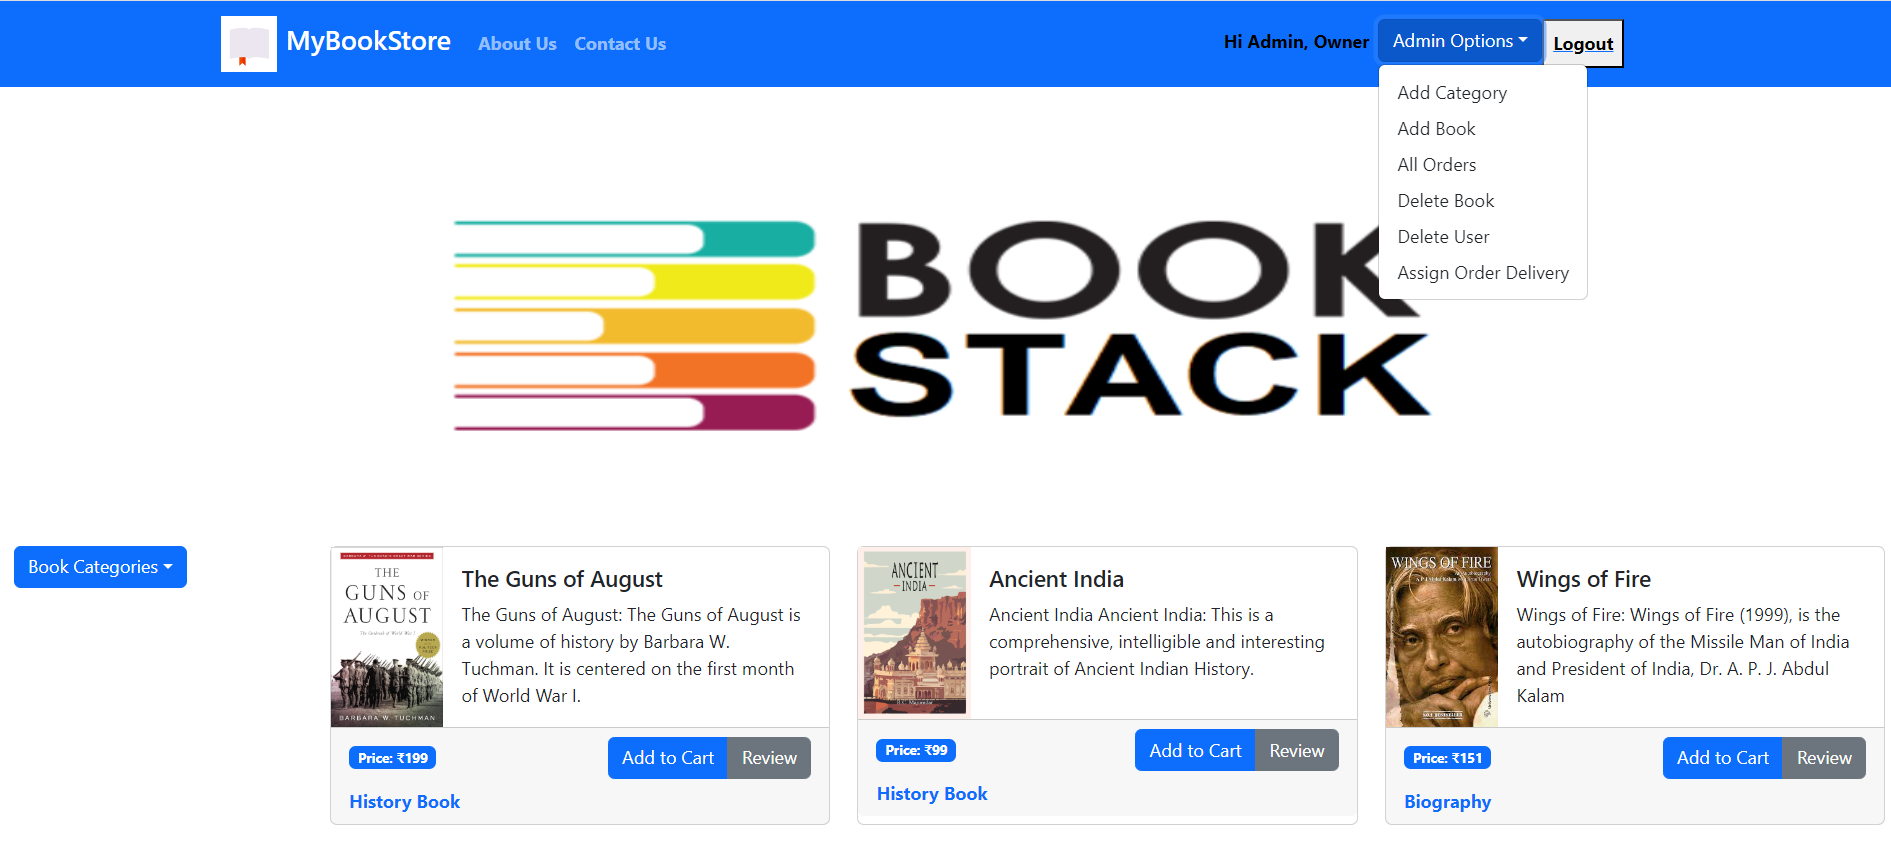 MyBookStore
About Us
Contact Us
Hi Admin, Owner
Admin Options
Logout
Add Category
Add Book
All Orders
Delete Book
Delete User
Assign Order Delivery
BOOK
STACK
Book Categories
THE
GUNS OF
AUGUST
BARBARA W. TUCHMAN
The Guns of August
The Guns of August: The Guns of August is
a volume of history by Barbara W.
Tuchman. It is centered on the first month
of World War I.
Price: ₹199
Add to Cart
Review
History Book
ANCIENT
INDIA
Ancient India
Ancient India Ancient India: This is a
comprehensive, intelligible and interesting
portrait of Ancient Indian History.
Price: ₹99
Add to Cart
Review
History Book
WINGS OF FIRE
Wings of Fire
Wings of Fire: Wings of Fire (1999), is the
autobiography of the Missile Man of India
and President of India, Dr. A. P. J. Abdul
Kalam
Price: ₹151
Add to Cart
Review
Biography